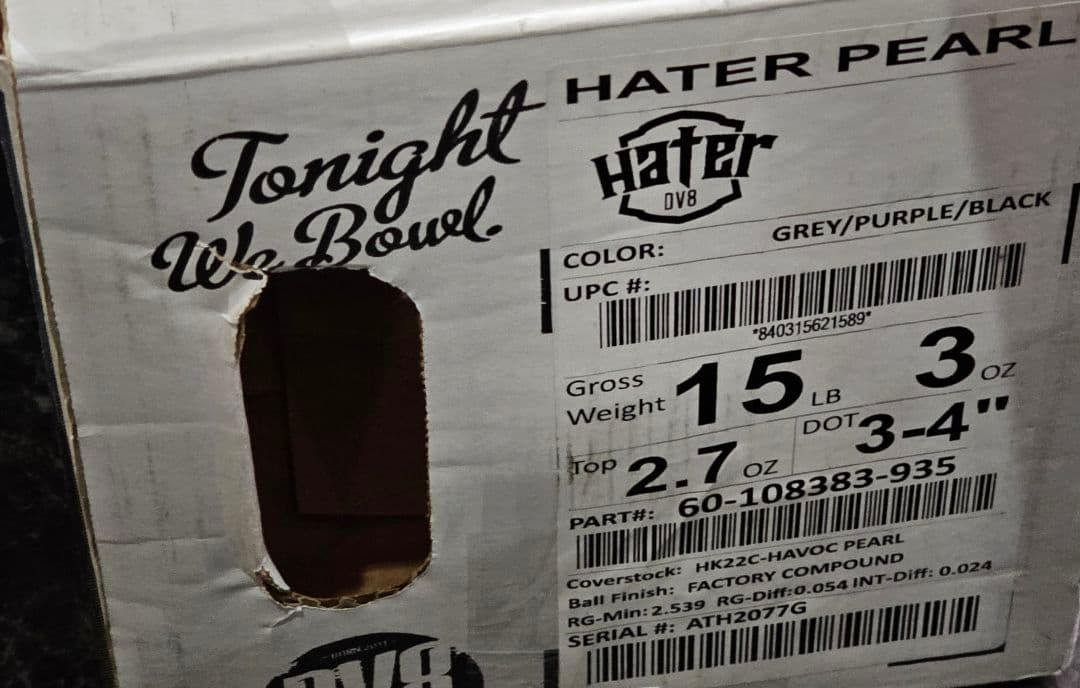 Tonight
We Bowl.
HATER PEARL
Hater
DV8
COLOR: GREY/PURPLE/BLACK
UPC #:
*840315621589*
Gross Weight 15 LB 3 OZ
Top 2.7 OZ DOT 3-4"
PART#: 60-108383-935
Coverstock: HK22C-HAVOC PEARL
Ball Finish: FACTORY COMPOUND
RG-Min: 2.539 RG-Diff:0.054 INT-Diff: 0.024
SERIAL #: ATH2077G
DV8